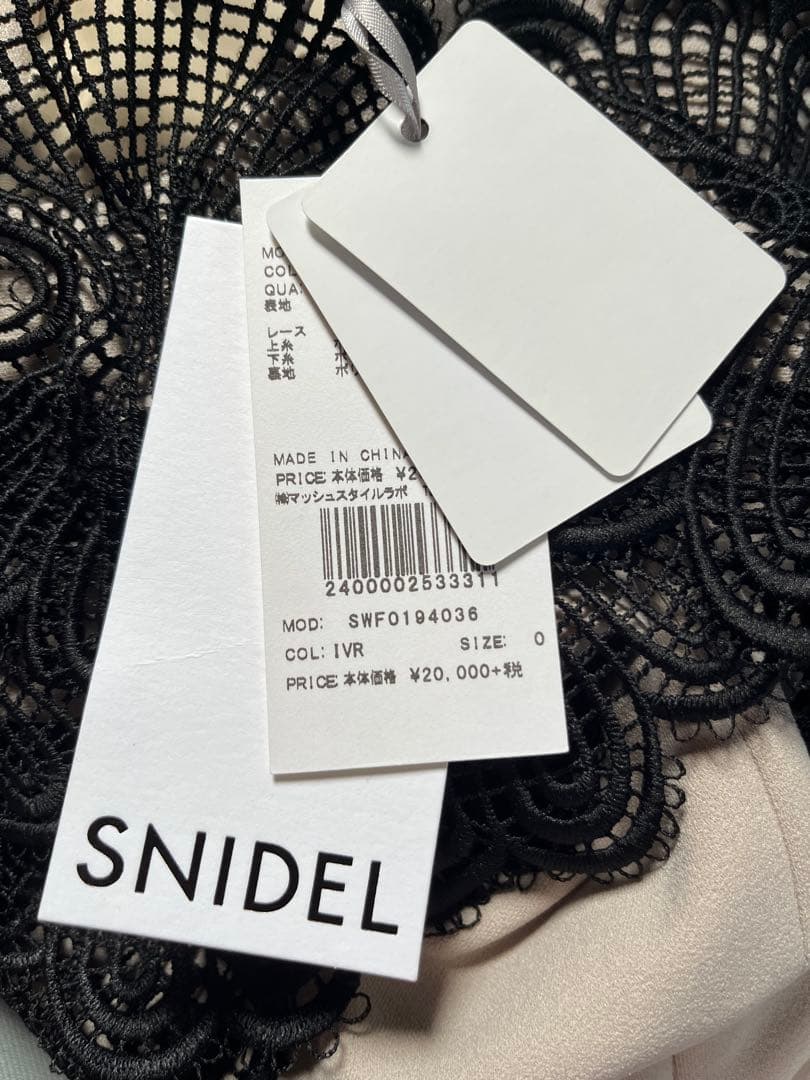 表地
レース
上糸
下糸
裏地
MADE IN CHINA
PRICE:本体価格 ¥2
㈱マッシュスタイルラボ
2400002533311
MOD: SWF0194036
COL: IVR SIZE: 0
PRICE:本体価格 ¥20,000+税
SNIDEL